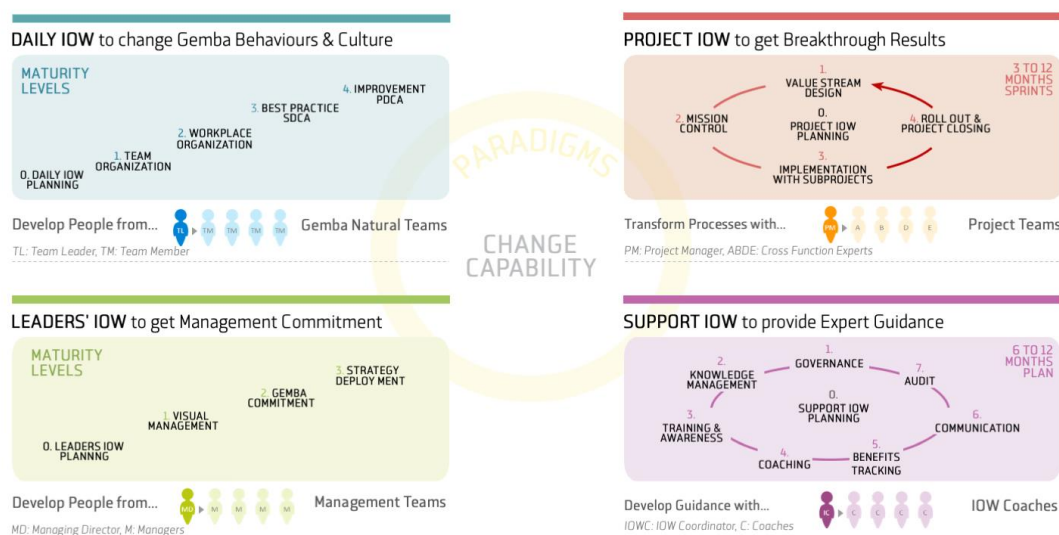 DAILY IOW to change Gemba Behaviours & Culture
MATURITY
LEVELS
4. IMPROVEMENT
PDCA
3. BEST PRACTICE
SDCA
2. WORKPLACE
ORGANIZATION
1. TEAM
ORGANIZATION
0. DAILY IOW
PLANNING
Develop People from...
TL TM TM TM TM
Gemba Natural Teams
TL: Team Leader, TM: Team Member
PROJECT IOW to get Breakthrough Results
3 TO 12
MONTHS
SPRINTS
1.
VALUE STREAM
DESIGN
2. MISSION
CONTROL
0.
PROJECT IOW
PLANNING
4. ROLL OUT &
PROJECT CLOSING
3.
IMPLEMENTATION
WITH SUBPROJECTS
Transform Processes with...
PM A B D E
Project Teams
PM: Project Manager, ABDE: Cross Function Experts
PARADIGMS
CHANGE
CAPABILITY
LEADERS' IOW to get Management Commitment
MATURITY
LEVELS
3. STRATEGY
DEPLOY MENT
2. GEMBA
COMMITMENT
1. VISUAL
MANAGEMENT
0. LEADERS IOW
PLANNNG
Develop People from...
MD M M M M
Management Teams
MD: Managing Director, M: Managers
SUPPORT IOW to provide Expert Guidance
6 TO 12
MONTHS
PLAN
1.
GOVERNANCE
2.
KNOWLEDGE
MANAGEMENT
7.
AUDIT
0.
SUPPORT IOW
PLANNING
3.
TRAINING &
AWARENESS
6.
COMMUNICATION
4.
COACHING
5.
BENEFITS
TRACKING
Develop Guidance with...
IC C C C C
IOW Coaches
IOWC: IOW Coordinator, C: Coaches